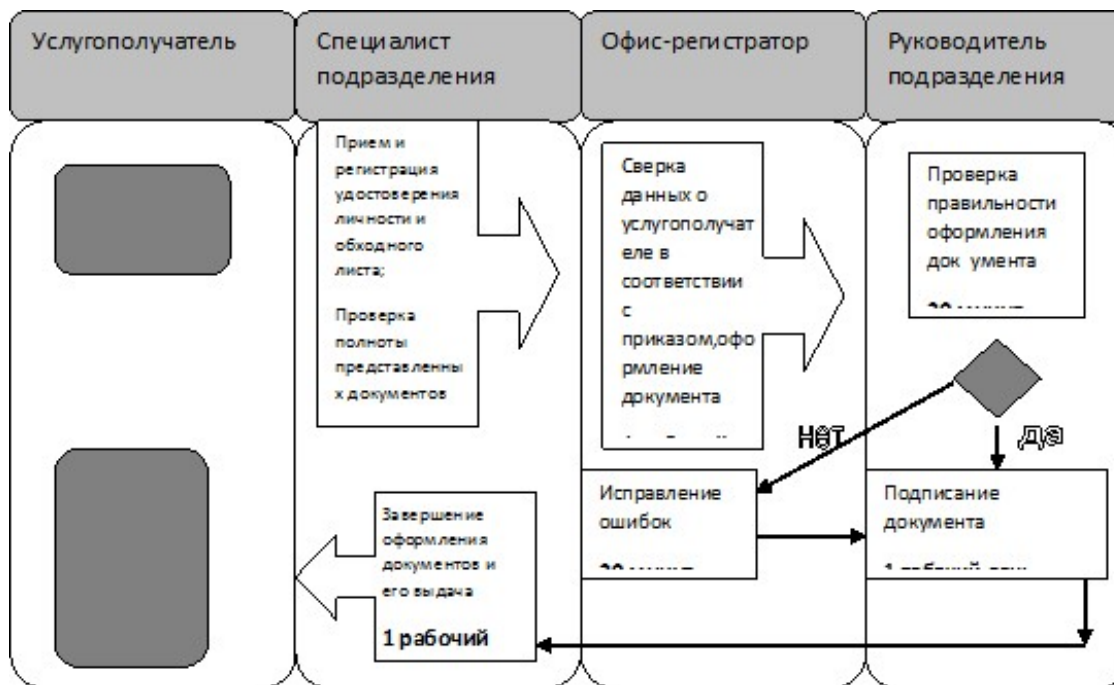 Услугополучатель
Специалист
подразделения
Офис-регистратор
Руководитель
подразделения
Прием и
регистрация
удостоверения
личности и
обходного
листа;
Проверка
полноты
представленны
х документов
Сверка
данных о
услугополучат
еле в
соответствии
с
приказом,офо
рмление
документа
Проверка
правильности
оформления
док умента
нет
да
Исправление
ошибок
Подписание
документа
Завершение
оформления
документов и
его выдача
1 рабочий